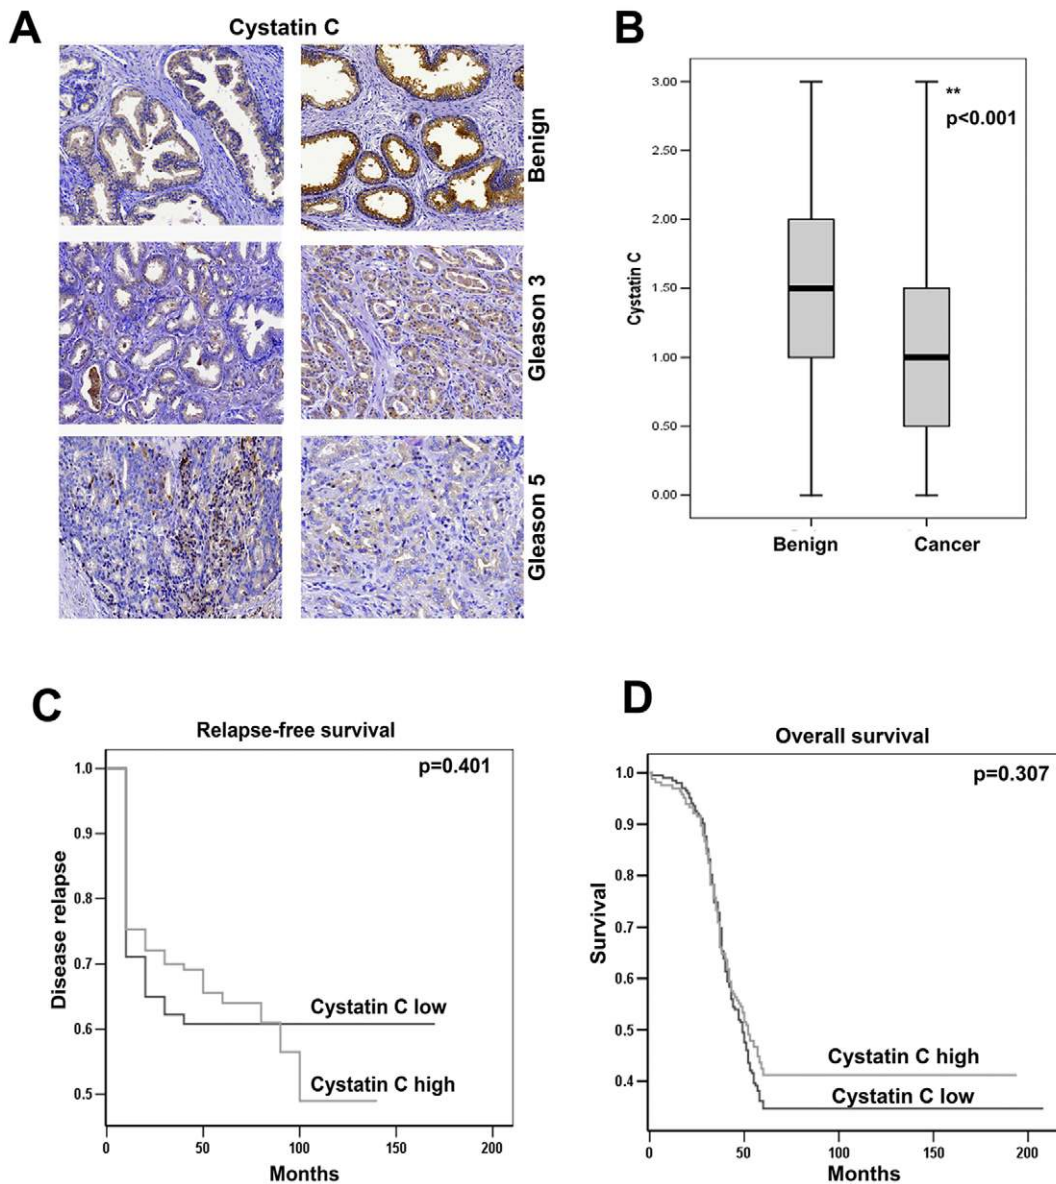 A
Cystatin C
Benign
Gleason 3
Gleason 5
B
Cystatin C
3.00
2.50
2.00
1.50
1.00
0.50
0.00
**
p<0.001
Benign
Cancer
C
Relapse-free survival
p=0.401
Disease relapse
1.0
0.9
0.8
0.7
0.6
0.5
Cystatin C low
Cystatin C high
0
50
100
150
200
Months
D
Overall survival
p=0.307
Survival
1.0
0.9
0.8
0.7
0.6
0.5
0.4
Cystatin C high
Cystatin C low
0
50
100
150
200
Months